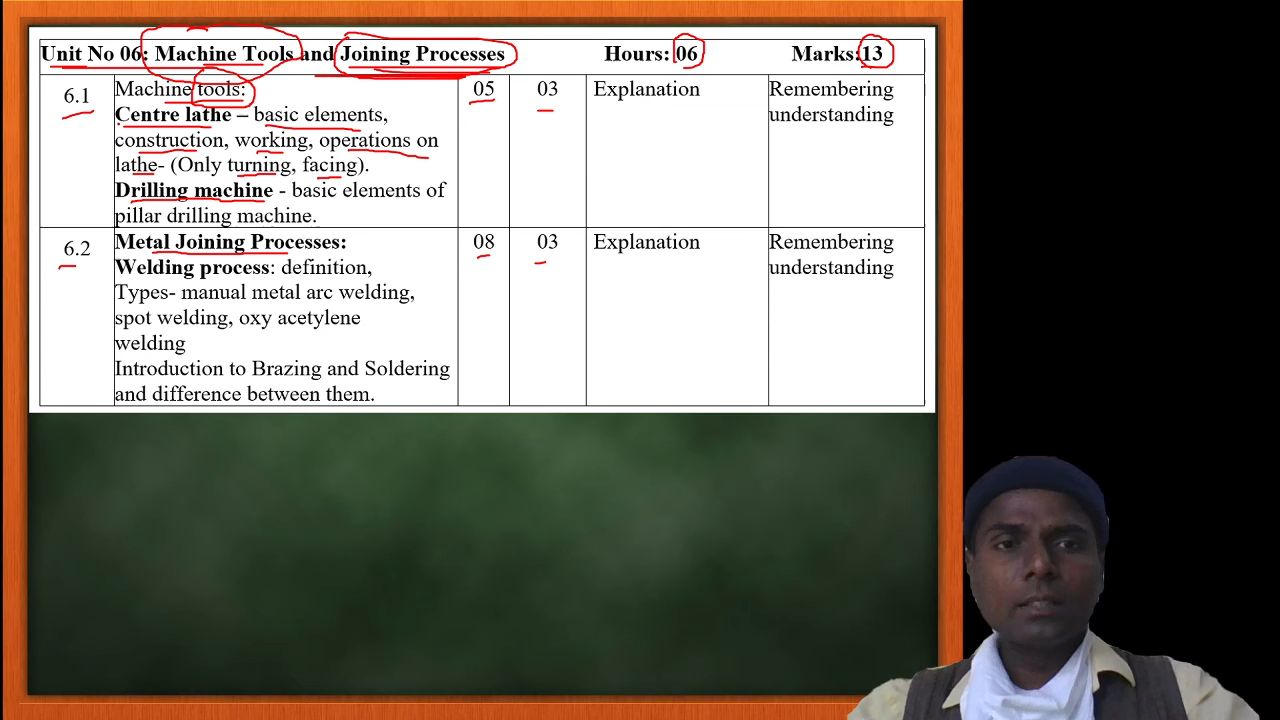 Unit No 06: Machine Tools and Joining Processes Hours: 06 Marks:13
6.1 Machine tools: 05 03 Explanation Remembering
Centre lathe – basic elements, understanding
construction, working, operations on
lathe- (Only turning, facing).
Drilling machine - basic elements of
pillar drilling machine.
6.2 Metal Joining Processes: 08 03 Explanation Remembering
Welding process: definition, understanding
Types- manual metal arc welding,
spot welding, oxy acetylene
welding
Introduction to Brazing and Soldering
and difference between them.